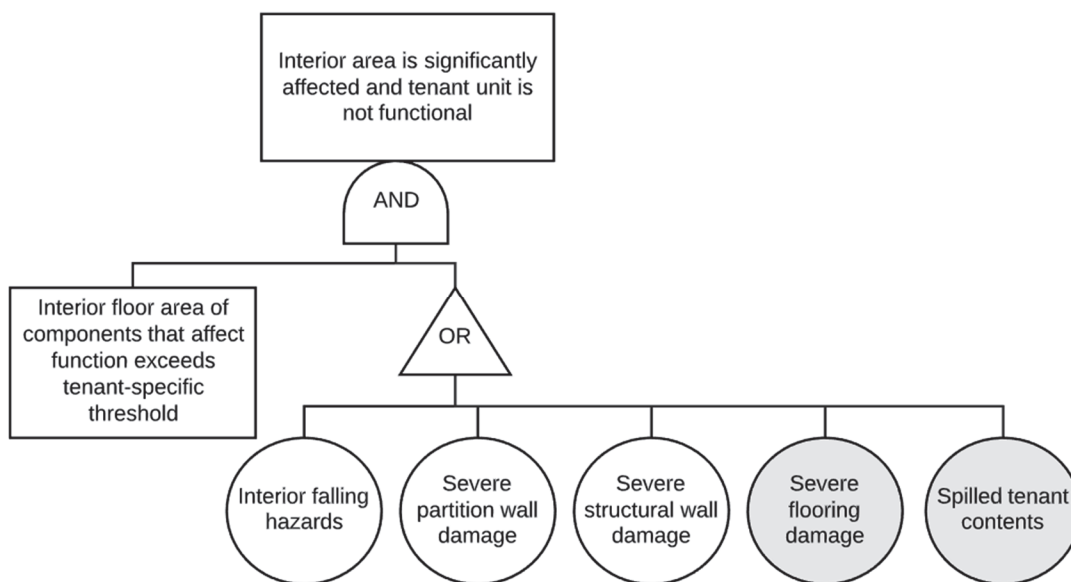 Interior area is significantly
affected and tenant unit is
not functional
AND
Interior floor area of
components that affect
function exceeds
tenant-specific
threshold
OR
Interior falling
hazards
Severe
partition wall
damage
Severe
structural wall
damage
Severe
flooring
damage
Spilled tenant
contents